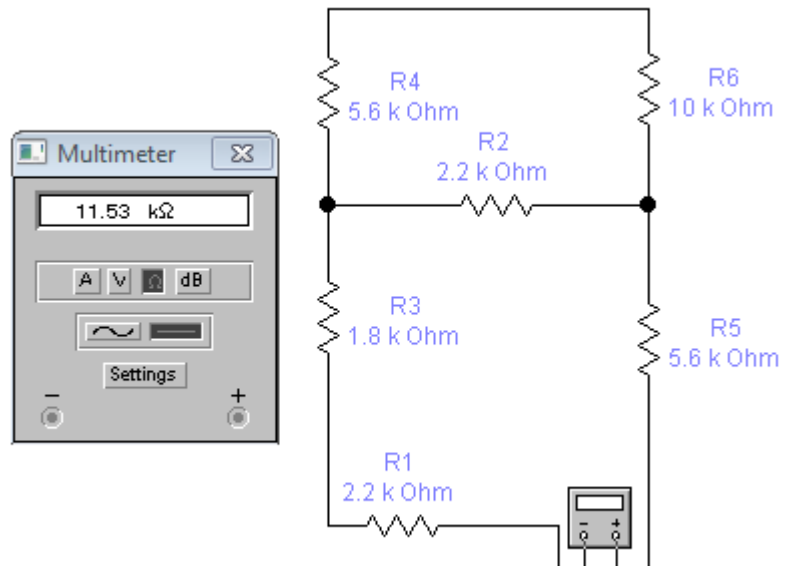 Multimeter
11.53 kΩ
A V Ω dB
Settings
− +
R4
5.6 k Ohm
R6
10 k Ohm
R2
2.2 k Ohm
R3
1.8 k Ohm
R5
5.6 k Ohm
R1
2.2 k Ohm
− +